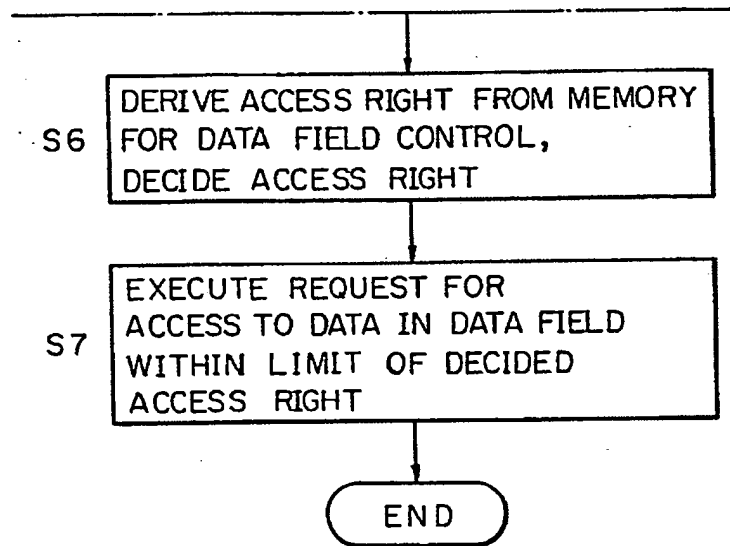 S6
DERIVE ACCESS RIGHT FROM MEMORY
FOR DATA FIELD CONTROL,
DECIDE ACCESS RIGHT
S7
EXECUTE REQUEST FOR
ACCESS TO DATA IN DATA FIELD
WITHIN LIMIT OF DECIDED
ACCESS RIGHT
END